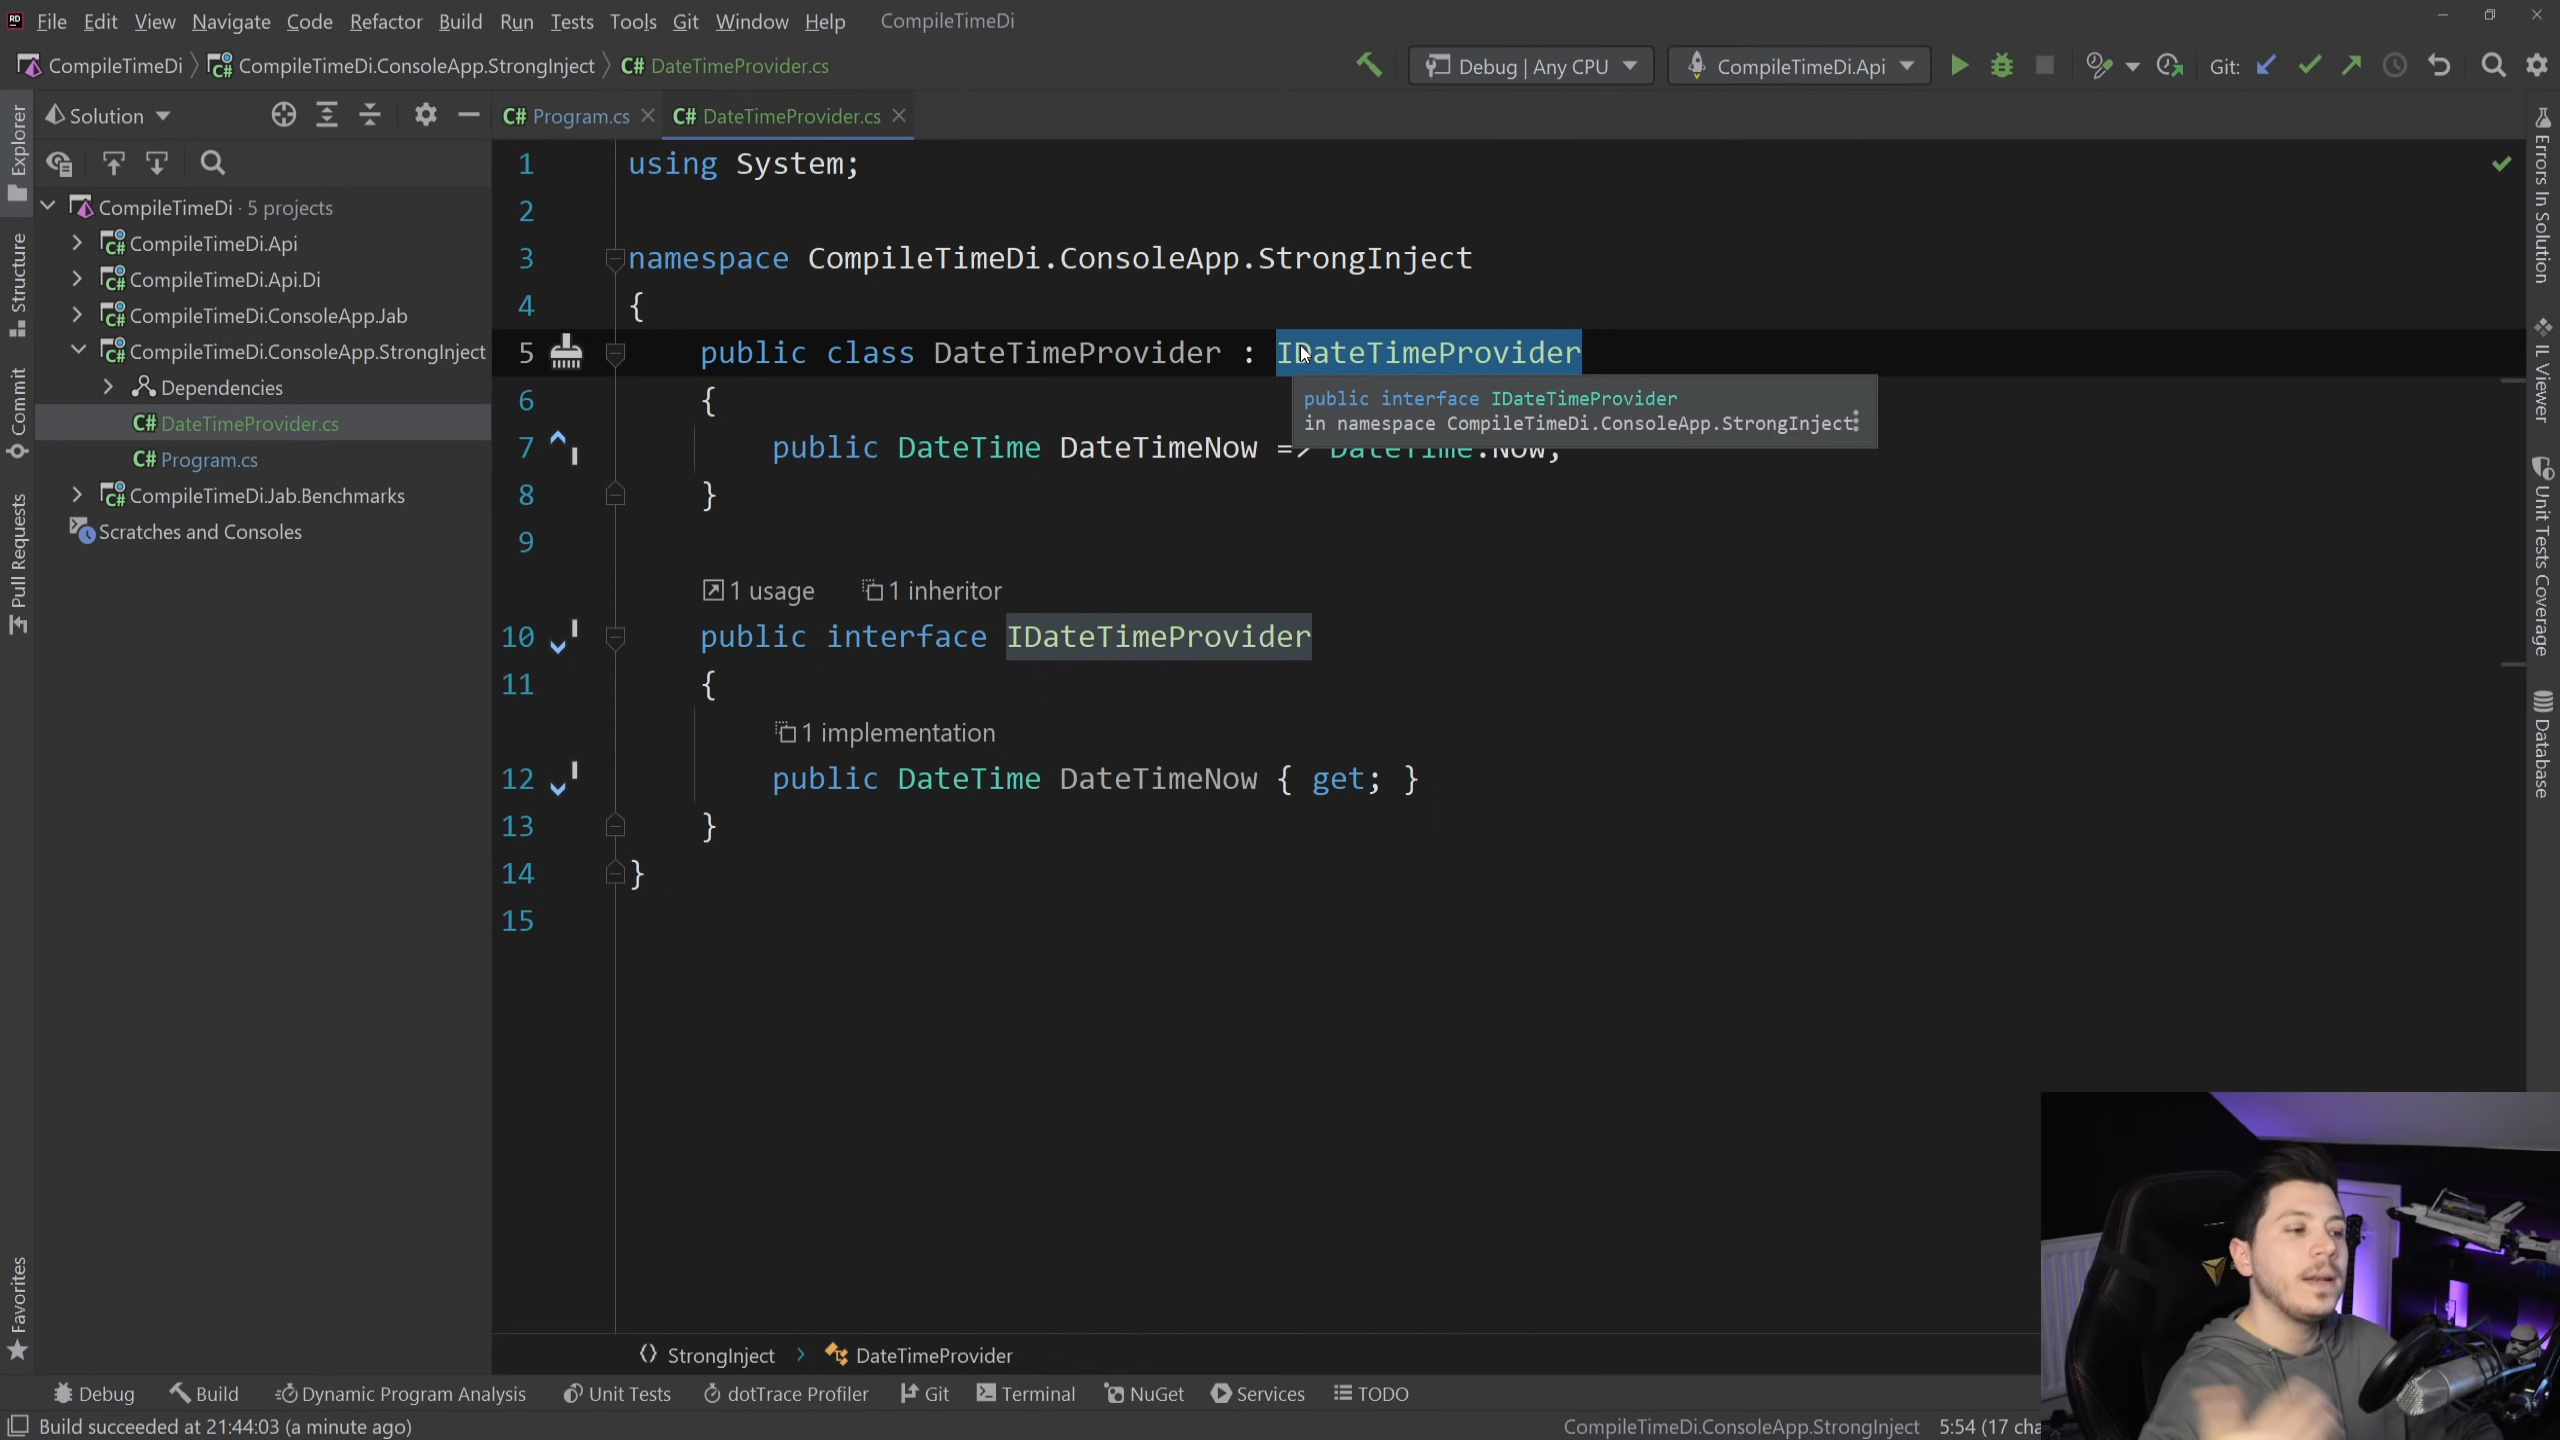 File Edit View Navigate Code Refactor Build Run Tests Tools Git Window Help CompileTimeDi
CompileTimeDi CompileTimeDi.ConsoleApp.StrongInject C# DateTimeProvider.cs Debug | Any CPU CompileTimeDi.Api Git:
Solution
C# Program.cs C# DateTimeProvider.cs
Explorer
Structure
Commit
Pull Requests
Favorites
CompileTimeDi · 5 projects
CompileTimeDi.Api
CompileTimeDi.Api.Di
CompileTimeDi.ConsoleApp.Jab
CompileTimeDi.ConsoleApp.StrongInject
Dependencies
C# DateTimeProvider.cs
C# Program.cs
CompileTimeDi.Jab.Benchmarks
Scratches and Consoles
1 using System;
2
3 namespace CompileTimeDi.ConsoleApp.StrongInject
4 {
5 public class DateTimeProvider : IDateTimeProvider
6 {
public interface IDateTimeProvider
in namespace CompileTimeDi.ConsoleApp.StrongInject
7 public DateTime DateTimeNow => DateTime.Now;
8 }
9
1 usage 1 inheritor
10 public interface IDateTimeProvider
11 {
1 implementation
12 public DateTime DateTimeNow { get; }
13 }
14 }
15
Errors In Solution
IL Viewer
Unit Tests Coverage
Database
StrongInject DateTimeProvider
Debug Build Dynamic Program Analysis Unit Tests dotTrace Profiler Git Terminal NuGet Services TODO
Build succeeded at 21:44:03 (a minute ago) CompileTimeDi.ConsoleApp.StrongInject 5:54 (17 cha